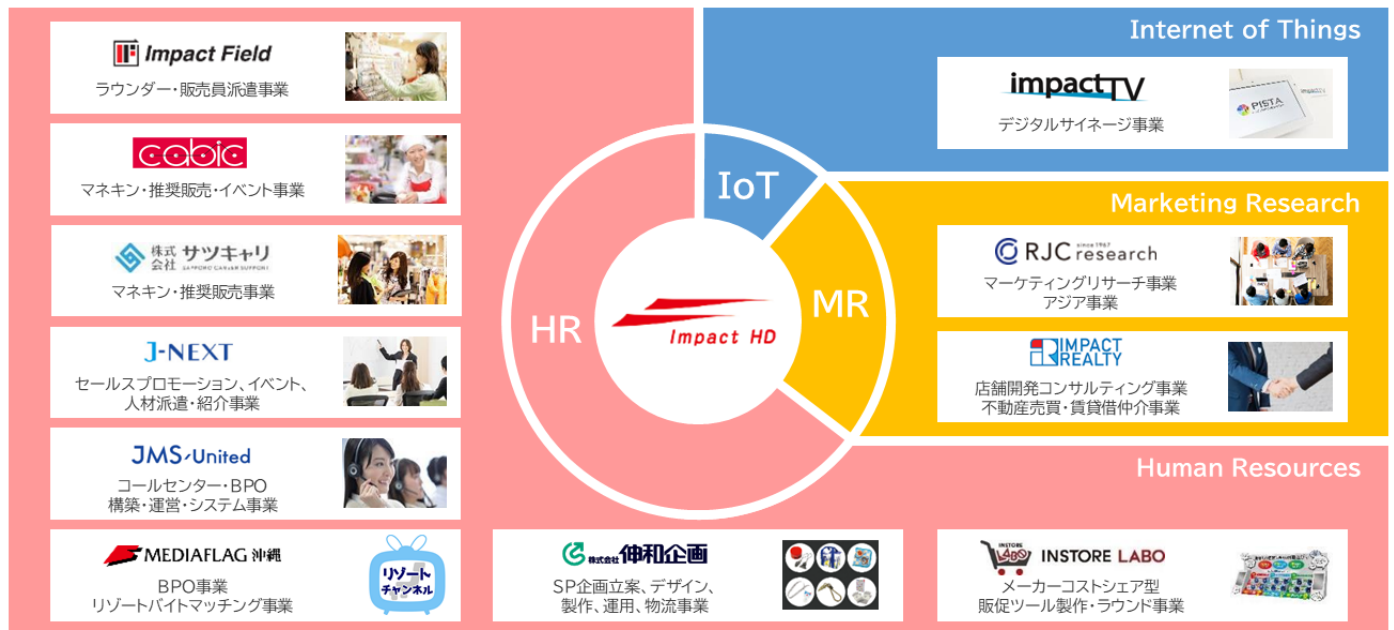 Impact Field
ラウンダー・販売員派遣事業
cabic
マネキン・推奨販売・イベント事業
株式会社 サツキャリ
SAPPORO CAREER SUPPORT
マネキン・推奨販売事業
J-NEXT
セールスプロモーション、イベント、
人材派遣・紹介事業
JMS United
コールセンター・BPO
構築・運営・システム事業
MEDIAFLAG 沖縄
BPO事業
リゾートバイトマッチング事業
リゾート
チャンネル
HR
IoT
MR
Impact HD
Internet of Things
impactTV
デジタルサイネージ事業
PISTA
impactTV
Marketing Research
since 1967
RJC research
マーケティングリサーチ事業
アジア事業
IMPACT
REALTY
店舗開発コンサルティング事業
不動産売買・賃貸借仲介事業
Human Resources
株式会社 伸和企画
SP企画立案、デザイン、
製作、運用、物流事業
INSTORE
LABO
INSTORE LABO
メーカーコストシェア型
販促ツール製作・ラウンド事業